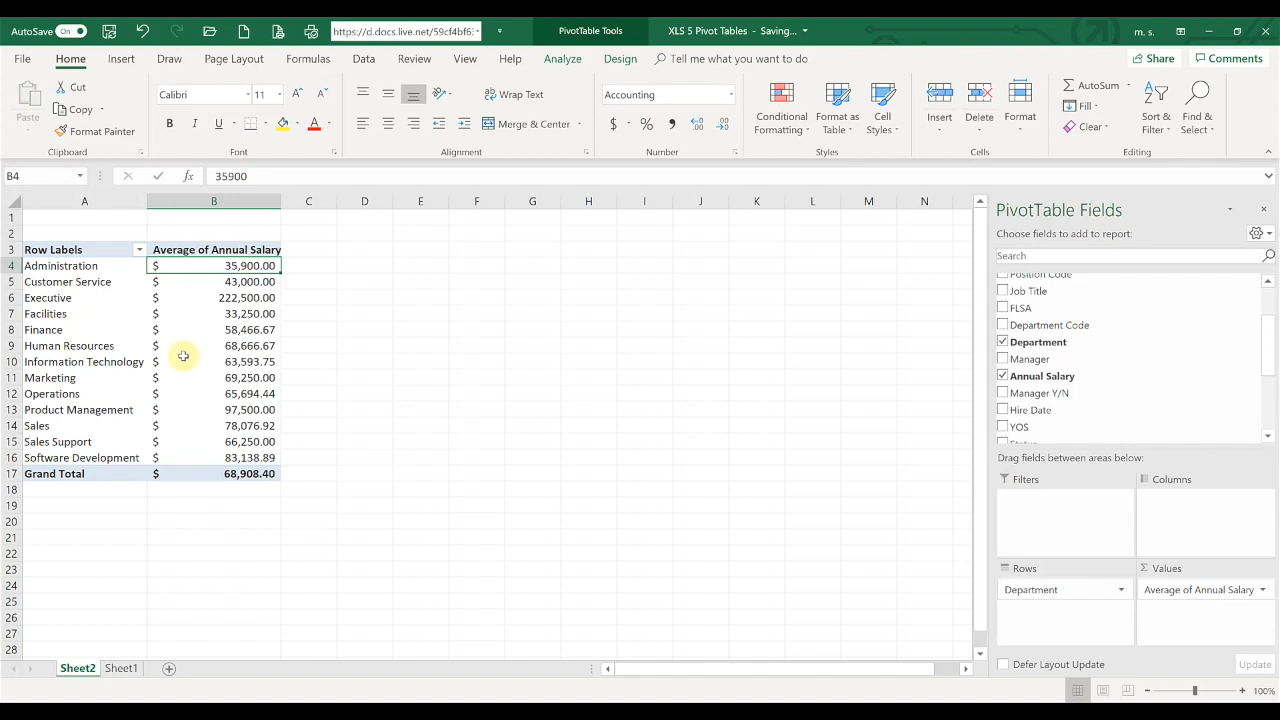 AutoSave On https://d.docs.live.net/59cf4bf6: PivotTable Tools XLS 5 Pivot Tables - Saving... m. s.
File Home Insert Draw Page Layout Formulas Data Review View Help Analyze Design Tell me what you want to do Share Comments
Paste Cut Copy Format Painter
Calibri 11 A A
B I U A
Wrap Text
Merge & Center
Accounting
$ %
Conditional Formatting
Format as Table
Cell Styles
Insert Delete Format
AutoSum
Fill
Clear
Sort & Filter
Find & Select
Clipboard Font Alignment Number Styles Cells Editing
B4 fx 35900
A B C D E F G H I J K L M N
1
2
3 Row Labels Average of Annual Salary
4 Administration $ 35,900.00
5 Customer Service $ 43,000.00
6 Executive $ 222,500.00
7 Facilities $ 33,250.00
8 Finance $ 58,466.67
9 Human Resources $ 68,666.67
10 Information Technology $ 63,593.75
11 Marketing $ 69,250.00
12 Operations $ 65,694.44
13 Product Management $ 97,500.00
14 Sales $ 78,076.92
15 Sales Support $ 66,250.00
16 Software Development $ 83,138.89
17 Grand Total $ 68,908.40
18
19
20
21
22
23
24
25
26
27
28
PivotTable Fields
Choose fields to add to report:
Search
Position Code
Job Title
FLSA
Department Code
Department
Manager
Annual Salary
Manager Y/N
Hire Date
YOS
Status
Drag fields between areas below:
Filters Columns
Rows Values
Department Average of Annual Salary
Defer Layout Update Update
Sheet2 Sheet1
100%